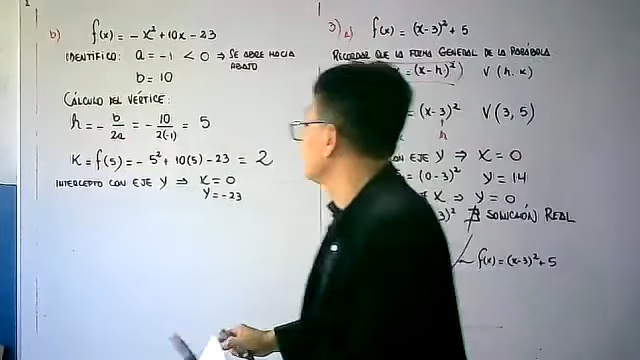 b) f(x) = - x² + 10x - 23
IDENTIFICO: a = -1 < 0 ⇒ SE ABRE HACIA ABAJO
b = 10
CÁLCULO DEL VÉRTICE:
h = - b/2a = - 10/2(-1) = 5
K = f(5) = - 5² + 10(5) - 23 = 2
INTERCEPTO CON EJE Y ⇒ X = 0
Y = -23
3) a) f(x) = (x-3)² + 5
RECORDAR QUE LA FORMA GENERAL DE LA PARÁBOLA
= (x-h)² V(h, K)
= (x-3)² V(3, 5)
h
CON EJE Y ⇒ X = 0
= (0-3)² Y = 14
X ⇒ Y = 0
3)² ∄ SOLUCIÓN REAL
f(x) = (x-3)² + 5